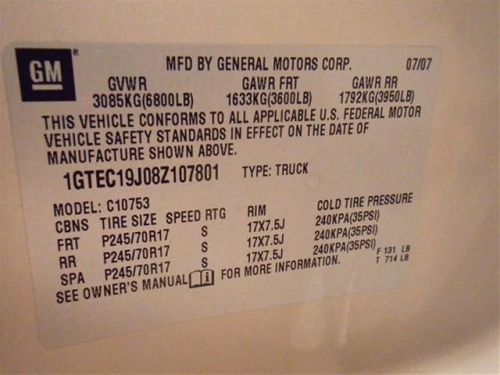 GM
MFD BY GENERAL MOTORS CORP. 07/07
GVWR GAWR FRT GAWR RR
3085KG(6800LB) 1633KG(3600LB) 1792KG(3950LB)
THIS VEHICLE CONFORMS TO ALL APPLICABLE U.S. FEDERAL MOTOR
VEHICLE SAFETY STANDARDS IN EFFECT ON THE DATE OF
MANUFACTURE SHOWN ABOVE.
1GTEC19J08Z107801 TYPE: TRUCK
MODEL: C10753
CBNS TIRE SIZE SPEED RTG RIM COLD TIRE PRESSURE
FRT P245/70R17 S 17X7.5J 240KPA(35PSI)
RR P245/70R17 S 17X7.5J 240KPA(35PSI)
SPA P245/70R17 S 17X7.5J 240KPA(35PSI) F 131 LB
SEE OWNER'S MANUAL FOR MORE INFORMATION. T 714 LB